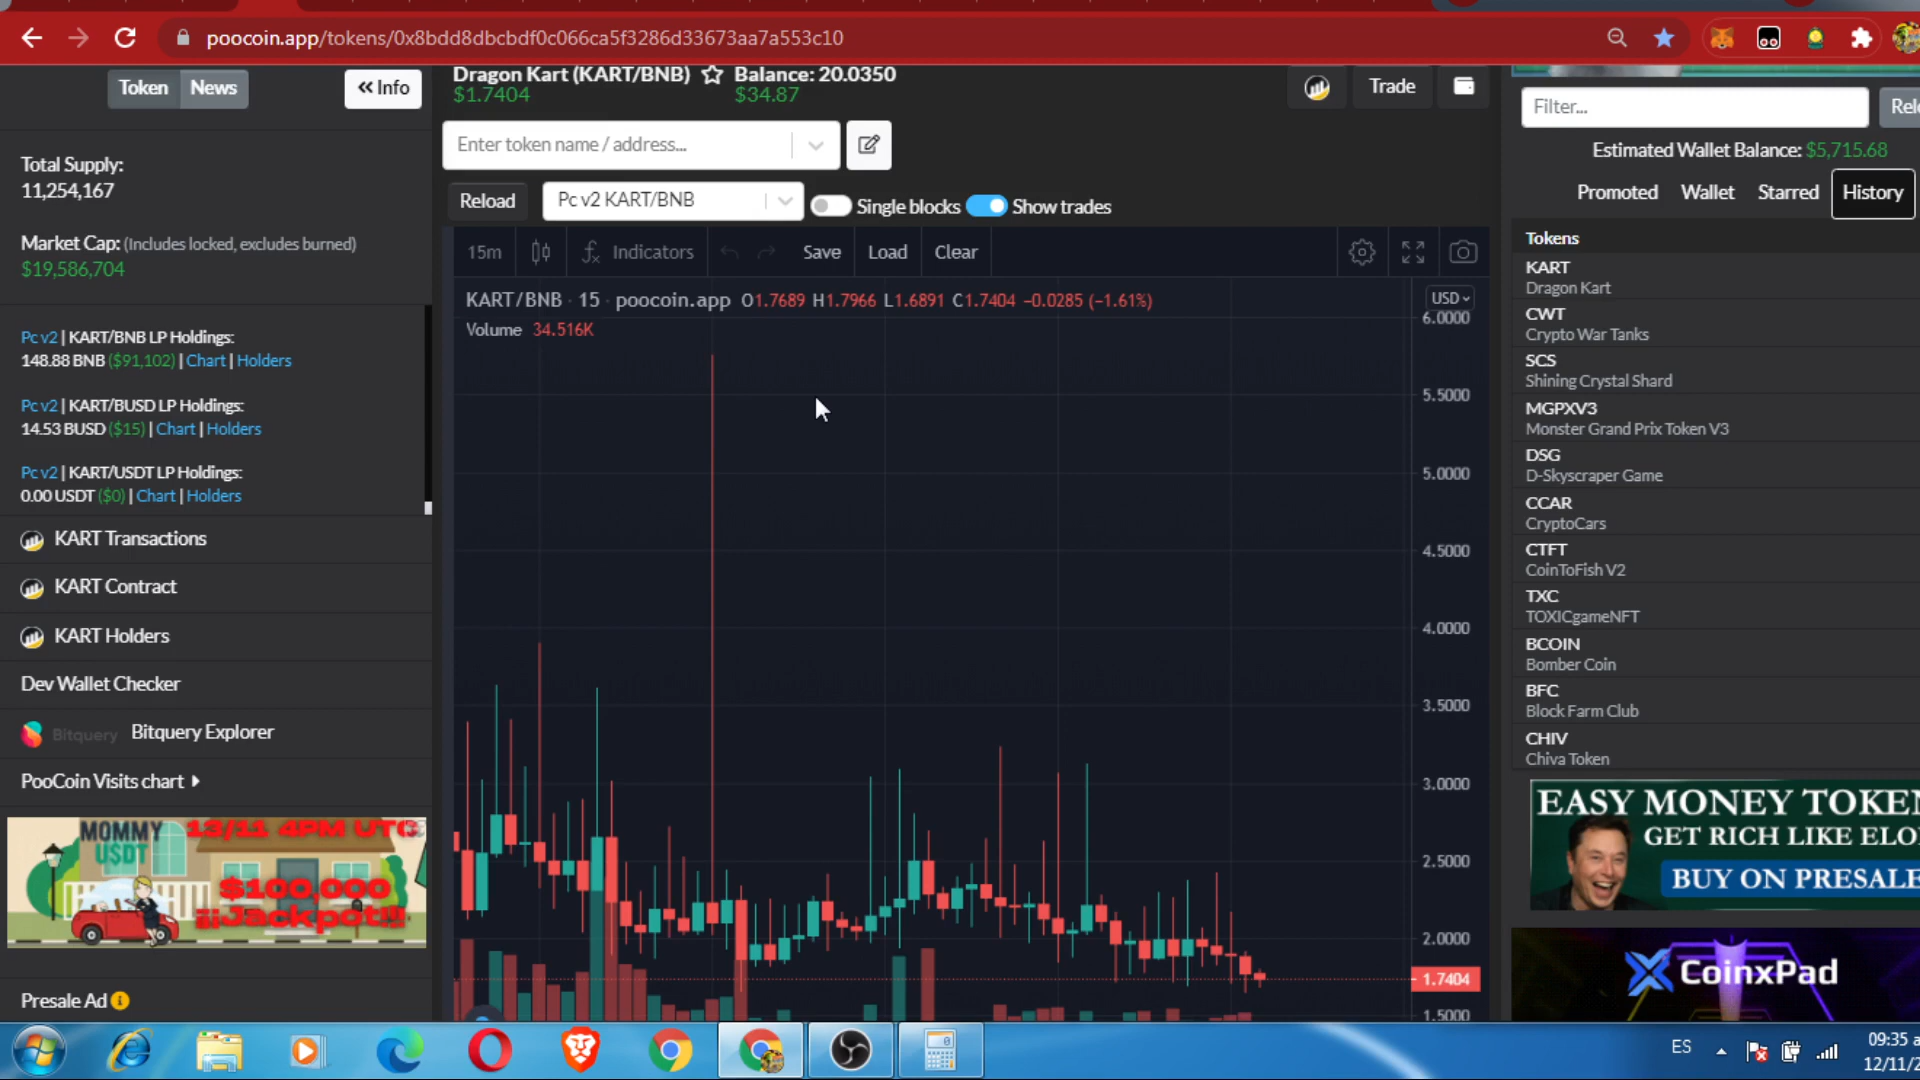 poocoin.app/tokens/0x8bdd8dbcbdf0c066ca5f3286d33673aa7a553c10
Token
News
« Info
Total Supply:
11,254,167
Market Cap: (Includes locked, excludes burned)
$19,586,704
Pc v2 | KART/BNB LP Holdings:
148.88 BNB ($91,102) | Chart | Holders
Pc v2 | KART/BUSD LP Holdings:
14.53 BUSD ($15) | Chart | Holders
Pc v2 | KART/USDT LP Holdings:
0.00 USDT ($0) | Chart | Holders
KART Transactions
KART Contract
KART Holders
Dev Wallet Checker
Bitquery Bitquery Explorer
PooCoin Visits chart
MOMMY
USDT
13/11 4PM UTC
$100,000
¡¡¡Jackpot!!!
Presale Ad
Dragon Kart (KART/BNB)
$1.7404
Balance: 20.0350
$34.87
Trade
Enter token name / address...
Reload
Pc v2 KART/BNB
Single blocks
Show trades
15m
Indicators
Save
Load
Clear
KART/BNB · 15 · poocoin.app O1.7689 H1.7966 L1.6891 C1.7404 −0.0285 (−1.61%)
Volume 34.516K
USD
6.0000
5.5000
5.0000
4.5000
4.0000
3.5000
3.0000
2.5000
2.0000
1.7404
1.5000
Filter...
Relo
Estimated Wallet Balance: $5,715.68
Promoted
Wallet
Starred
History
Tokens
KART
Dragon Kart
CWT
Crypto War Tanks
SCS
Shining Crystal Shard
MGPXV3
Monster Grand Prix Token V3
DSG
D-Skyscraper Game
CCAR
CryptoCars
CTFT
CoinToFish V2
TXC
TOXICgameNFT
BCOIN
Bomber Coin
BFC
Block Farm Club
CHIV
Chiva Token
EASY MONEY TOKEN
GET RICH LIKE ELO
BUY ON PRESALE
CoinxPad
ES
09:35 a
12/11/2